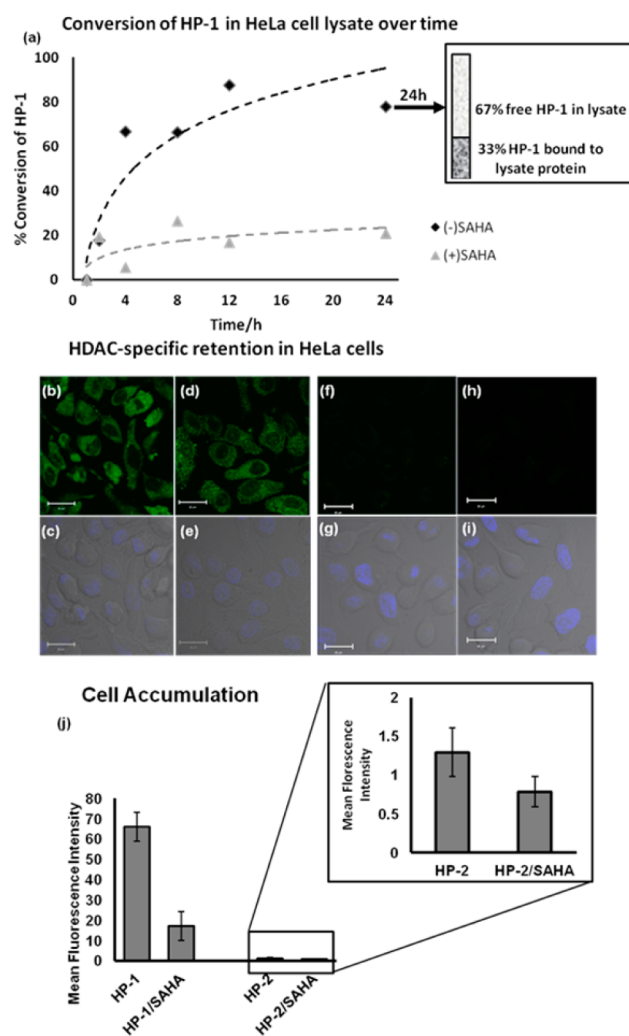 Conversion of HP-1 in HeLa cell lysate over time
(a)
100
80
60
40
20
0
% Conversion of HP-1
0
4
8
12
16
20
24
Time/h
24h
67% free HP-1 in lysate
33% HP-1 bound to
lysate protein
(-)SAHA
(+)SAHA
HDAC-specific retention in HeLa cells
(b)
(d)
(f)
(h)
(c)
(e)
(g)
(i)
Cell Accumulation
(j)
80
70
60
50
40
30
20
10
0
Mean Fluorescence Intensity
HP-1
HP-1/SAHA
HP-2
HP-2/SAHA
2
1.5
1
0.5
0
Mean Florescence
Intensity
HP-2
HP-2/SAHA